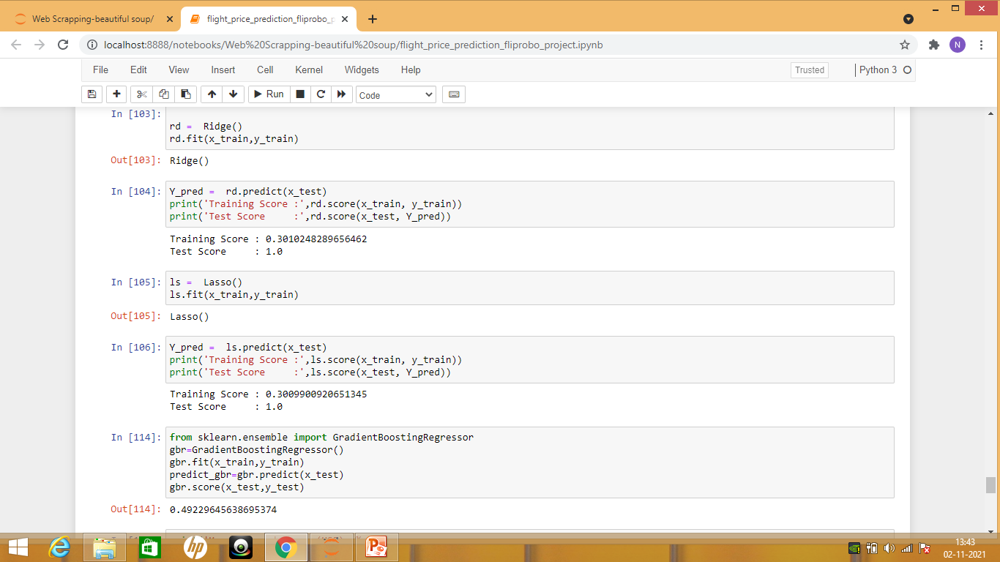 Web Scrapping-beautiful soup/
flight_price_prediction_fliprobo_p
localhost:8888/notebooks/Web%20Scrapping-beautiful%20soup/flight_price_prediction_fliprobo_project.ipynb
N
File Edit View Insert Cell Kernel Widgets Help
Trusted
Python 3
Run
Code
In [103]:
rd =  Ridge()
rd.fit(x_train,y_train)
Out[103]: Ridge()
In [104]: Y_pred =  rd.predict(x_test)
print('Training Score :',rd.score(x_train, y_train))
print('Test Score     :',rd.score(x_test, Y_pred))
Training Score : 0.3010248289656462
Test Score     : 1.0
In [105]: ls =  Lasso()
ls.fit(x_train,y_train)
Out[105]: Lasso()
In [106]: Y_pred =  ls.predict(x_test)
print('Training Score :',ls.score(x_train, y_train))
print('Test Score     :',ls.score(x_test, Y_pred))
Training Score : 0.3009900920651345
Test Score     : 1.0
In [114]: from sklearn.ensemble import GradientBoostingRegressor
gbr=GradientBoostingRegressor()
gbr.fit(x_train,y_train)
predict_gbr=gbr.predict(x_test)
gbr.score(x_test,y_test)
Out[114]: 0.49229645638695374
hp
13:43
02-11-2021